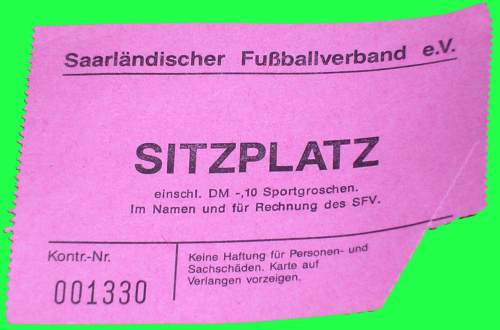 Saarländischer Fußballverband e.V.
SITZPLATZ
einschl. DM -,10 Sportgroschen.
Im Namen und für Rechnung des SFV.
Kontr.-Nr.
001330
Keine Haftung für Personen- und
Sachschäden. Karte auf
Verlangen vorzeigen.